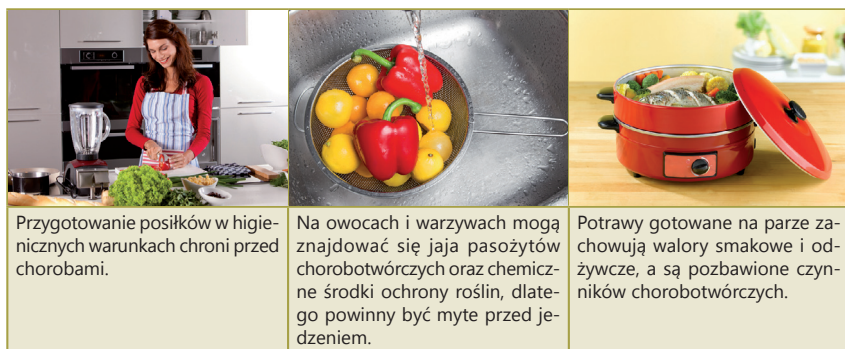 Przygotowanie posiłków w higie-
nicznych warunkach chroni przed
chorobami.
Na owocach i warzywach mogą
znajdować się jaja pasożytów
chorobotwórczych oraz chemicz-
ne środki ochrony roślin, dlate-
go powinny być myte przed je-
dzeniem.
Potrawy gotowane na parze za-
chowują walory smakowe i od-
żywcze, a są pozbawione czyn-
ników chorobotwórczych.